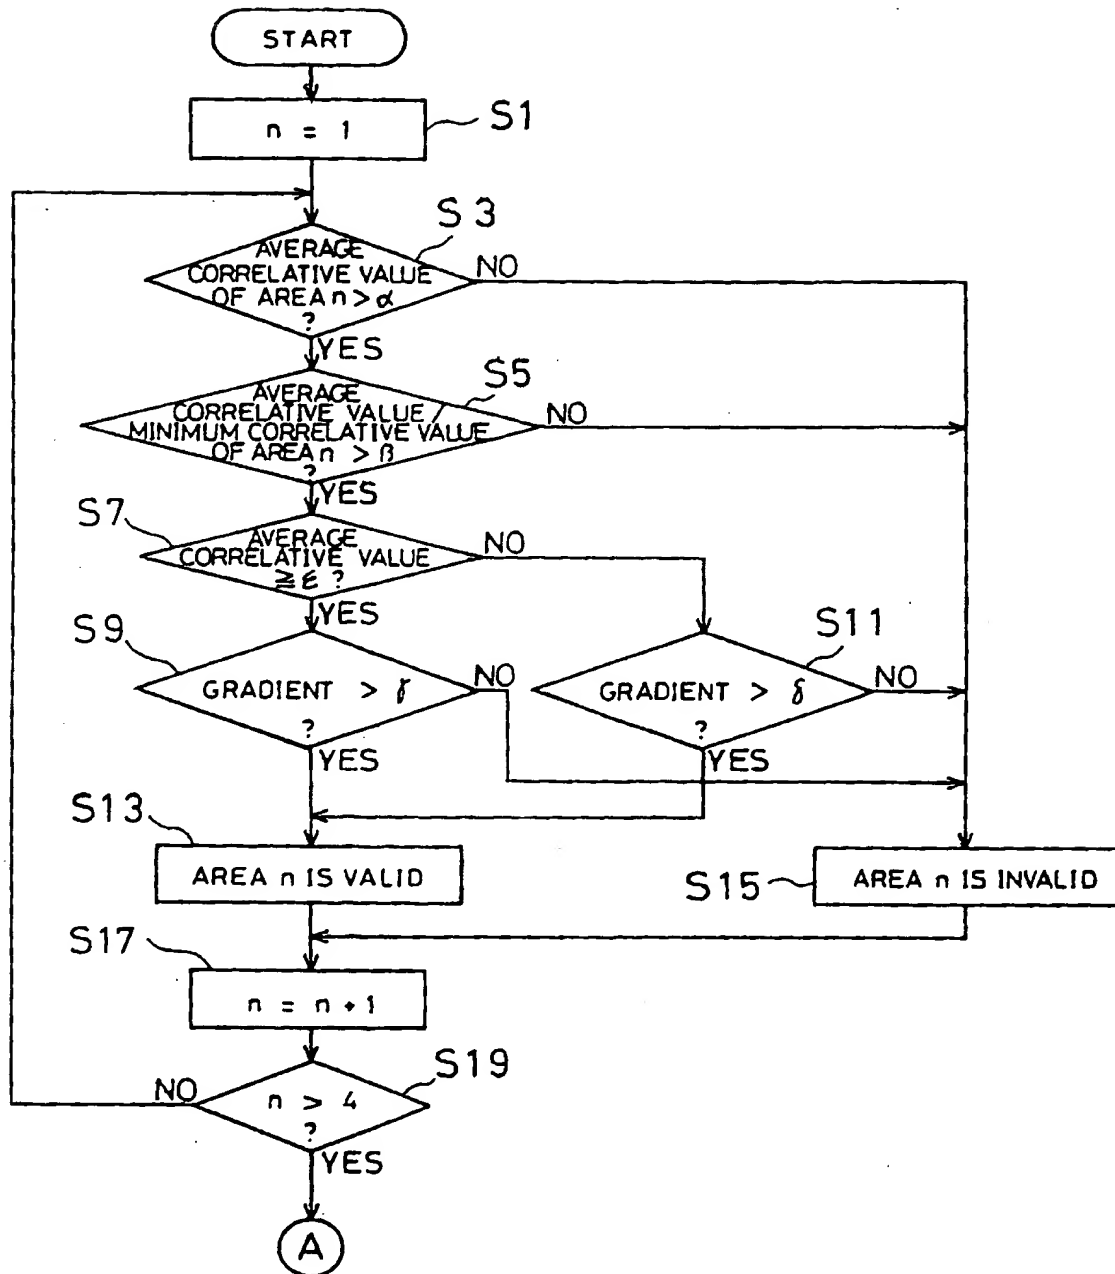 START
n = 1
S1
S3
AVERAGE
CORRELATIVE VALUE
OF AREA n > α
?
NO
YES
S5
AVERAGE
CORRELATIVE VALUE /
MINIMUM CORRELATIVE VALUE
OF AREA n > β
?
NO
YES
S7
AVERAGE
CORRELATIVE VALUE
≧ ε ?
NO
YES
S9
GRADIENT > γ
?
NO
YES
S11
GRADIENT > δ
?
NO
YES
S13
AREA n IS VALID
S15
AREA n IS INVALID
S17
n = n + 1
S19
n > 4
?
NO
YES
A